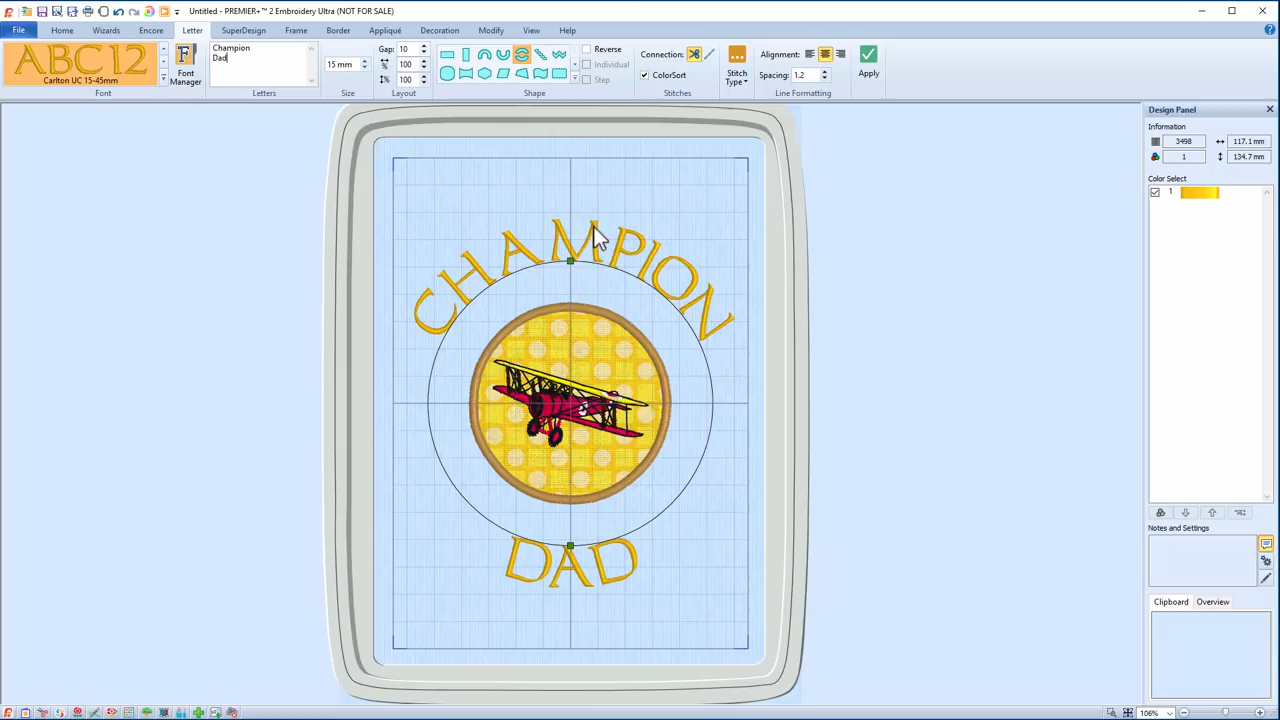 Untitled - PREMIER+™ 2 Embroidery Ultra (NOT FOR SALE)
File Home Wizards Encore Letter SuperDesign Frame Border Appliqué Decoration Modify View Help
ABC12
Carlton UC 15-45mm
Font
Font Manager
Champion
Dad
Letters
15 mm
Size
Gap: 10
100
100
Layout
Shape
Reverse
Individual
Step
Connection:
ColorSort
Stitches
Stitch Type
Alignment:
Spacing: 1.2
Line Formatting
Apply
CHAMPION
DAD
Design Panel
Information
3498 117.1 mm
1 134.7 mm
Color Select
1
Notes and Settings
Clipboard Overview
106%